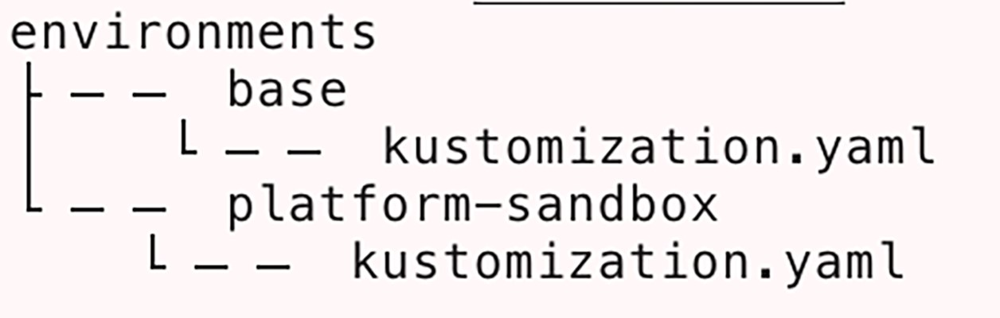 environments
├ – –  base
     └ – –  kustomization.yaml
└ – –  platform-sandbox
    └ – –  kustomization.yaml